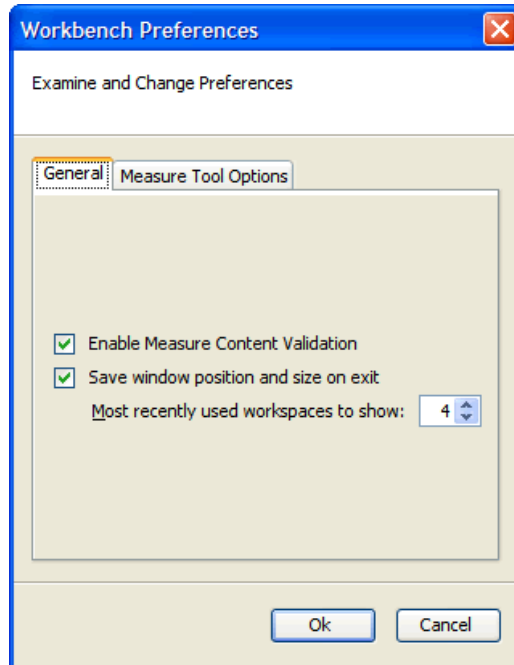 Workbench Preferences
Examine and Change Preferences
General Measure Tool Options
Enable Measure Content Validation
Save window position and size on exit
Most recently used workspaces to show: 4
Ok Cancel